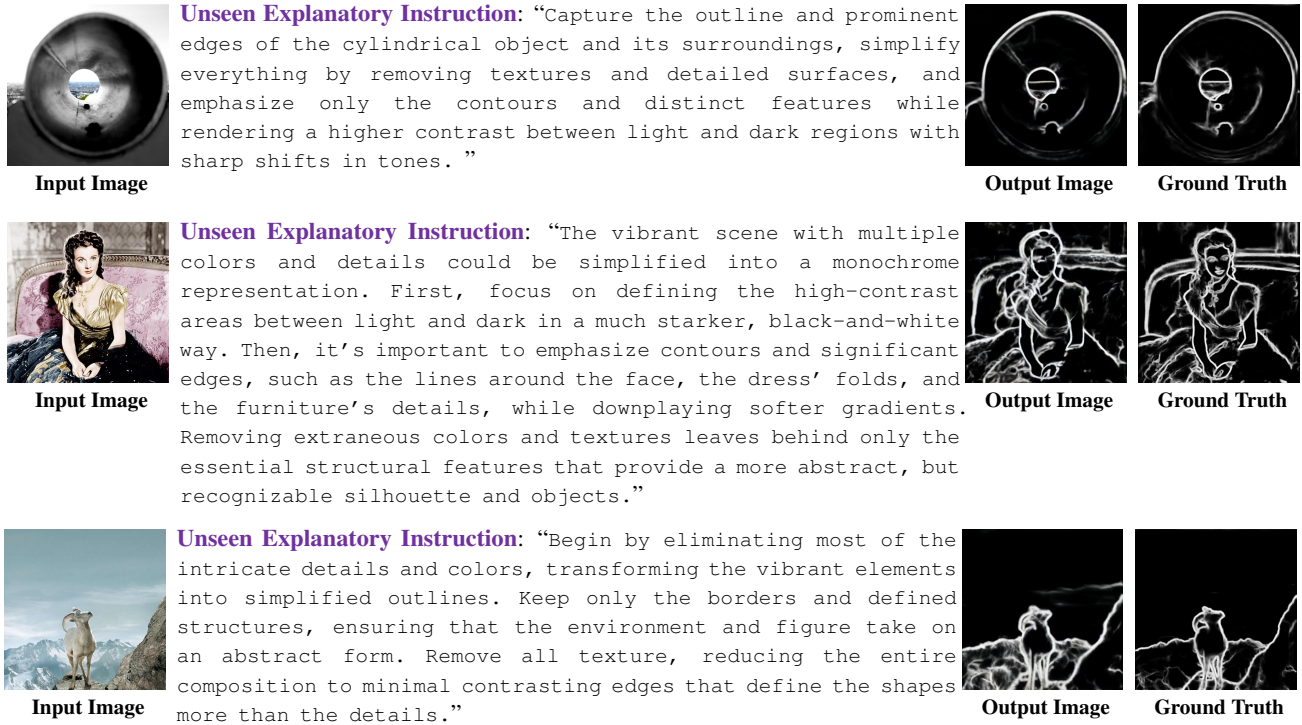 Unseen Explanatory Instruction: “Capture the outline and prominent
edges of the cylindrical object and its surroundings, simplify
everything by removing textures and detailed surfaces, and
emphasize only the contours and distinct features while
rendering a higher contrast between light and dark regions with
sharp shifts in tones. ”
Input Image
Output Image
Ground Truth
Unseen Explanatory Instruction: “The vibrant scene with multiple
colors and details could be simplified into a monochrome
representation. First, focus on defining the high-contrast
areas between light and dark in a much starker, black-and-white
way. Then, it’s important to emphasize contours and significant
edges, such as the lines around the face, the dress’ folds, and
the furniture’s details, while downplaying softer gradients.
Removing extraneous colors and textures leaves behind only the
essential structural features that provide a more abstract, but
recognizable silhouette and objects.”
Input Image
Output Image
Ground Truth
Unseen Explanatory Instruction: “Begin by eliminating most of the
intricate details and colors, transforming the vibrant elements
into simplified outlines. Keep only the borders and defined
structures, ensuring that the environment and figure take on
an abstract form. Remove all texture, reducing the entire
composition to minimal contrasting edges that define the shapes
more than the details.”
Input Image
Output Image
Ground Truth